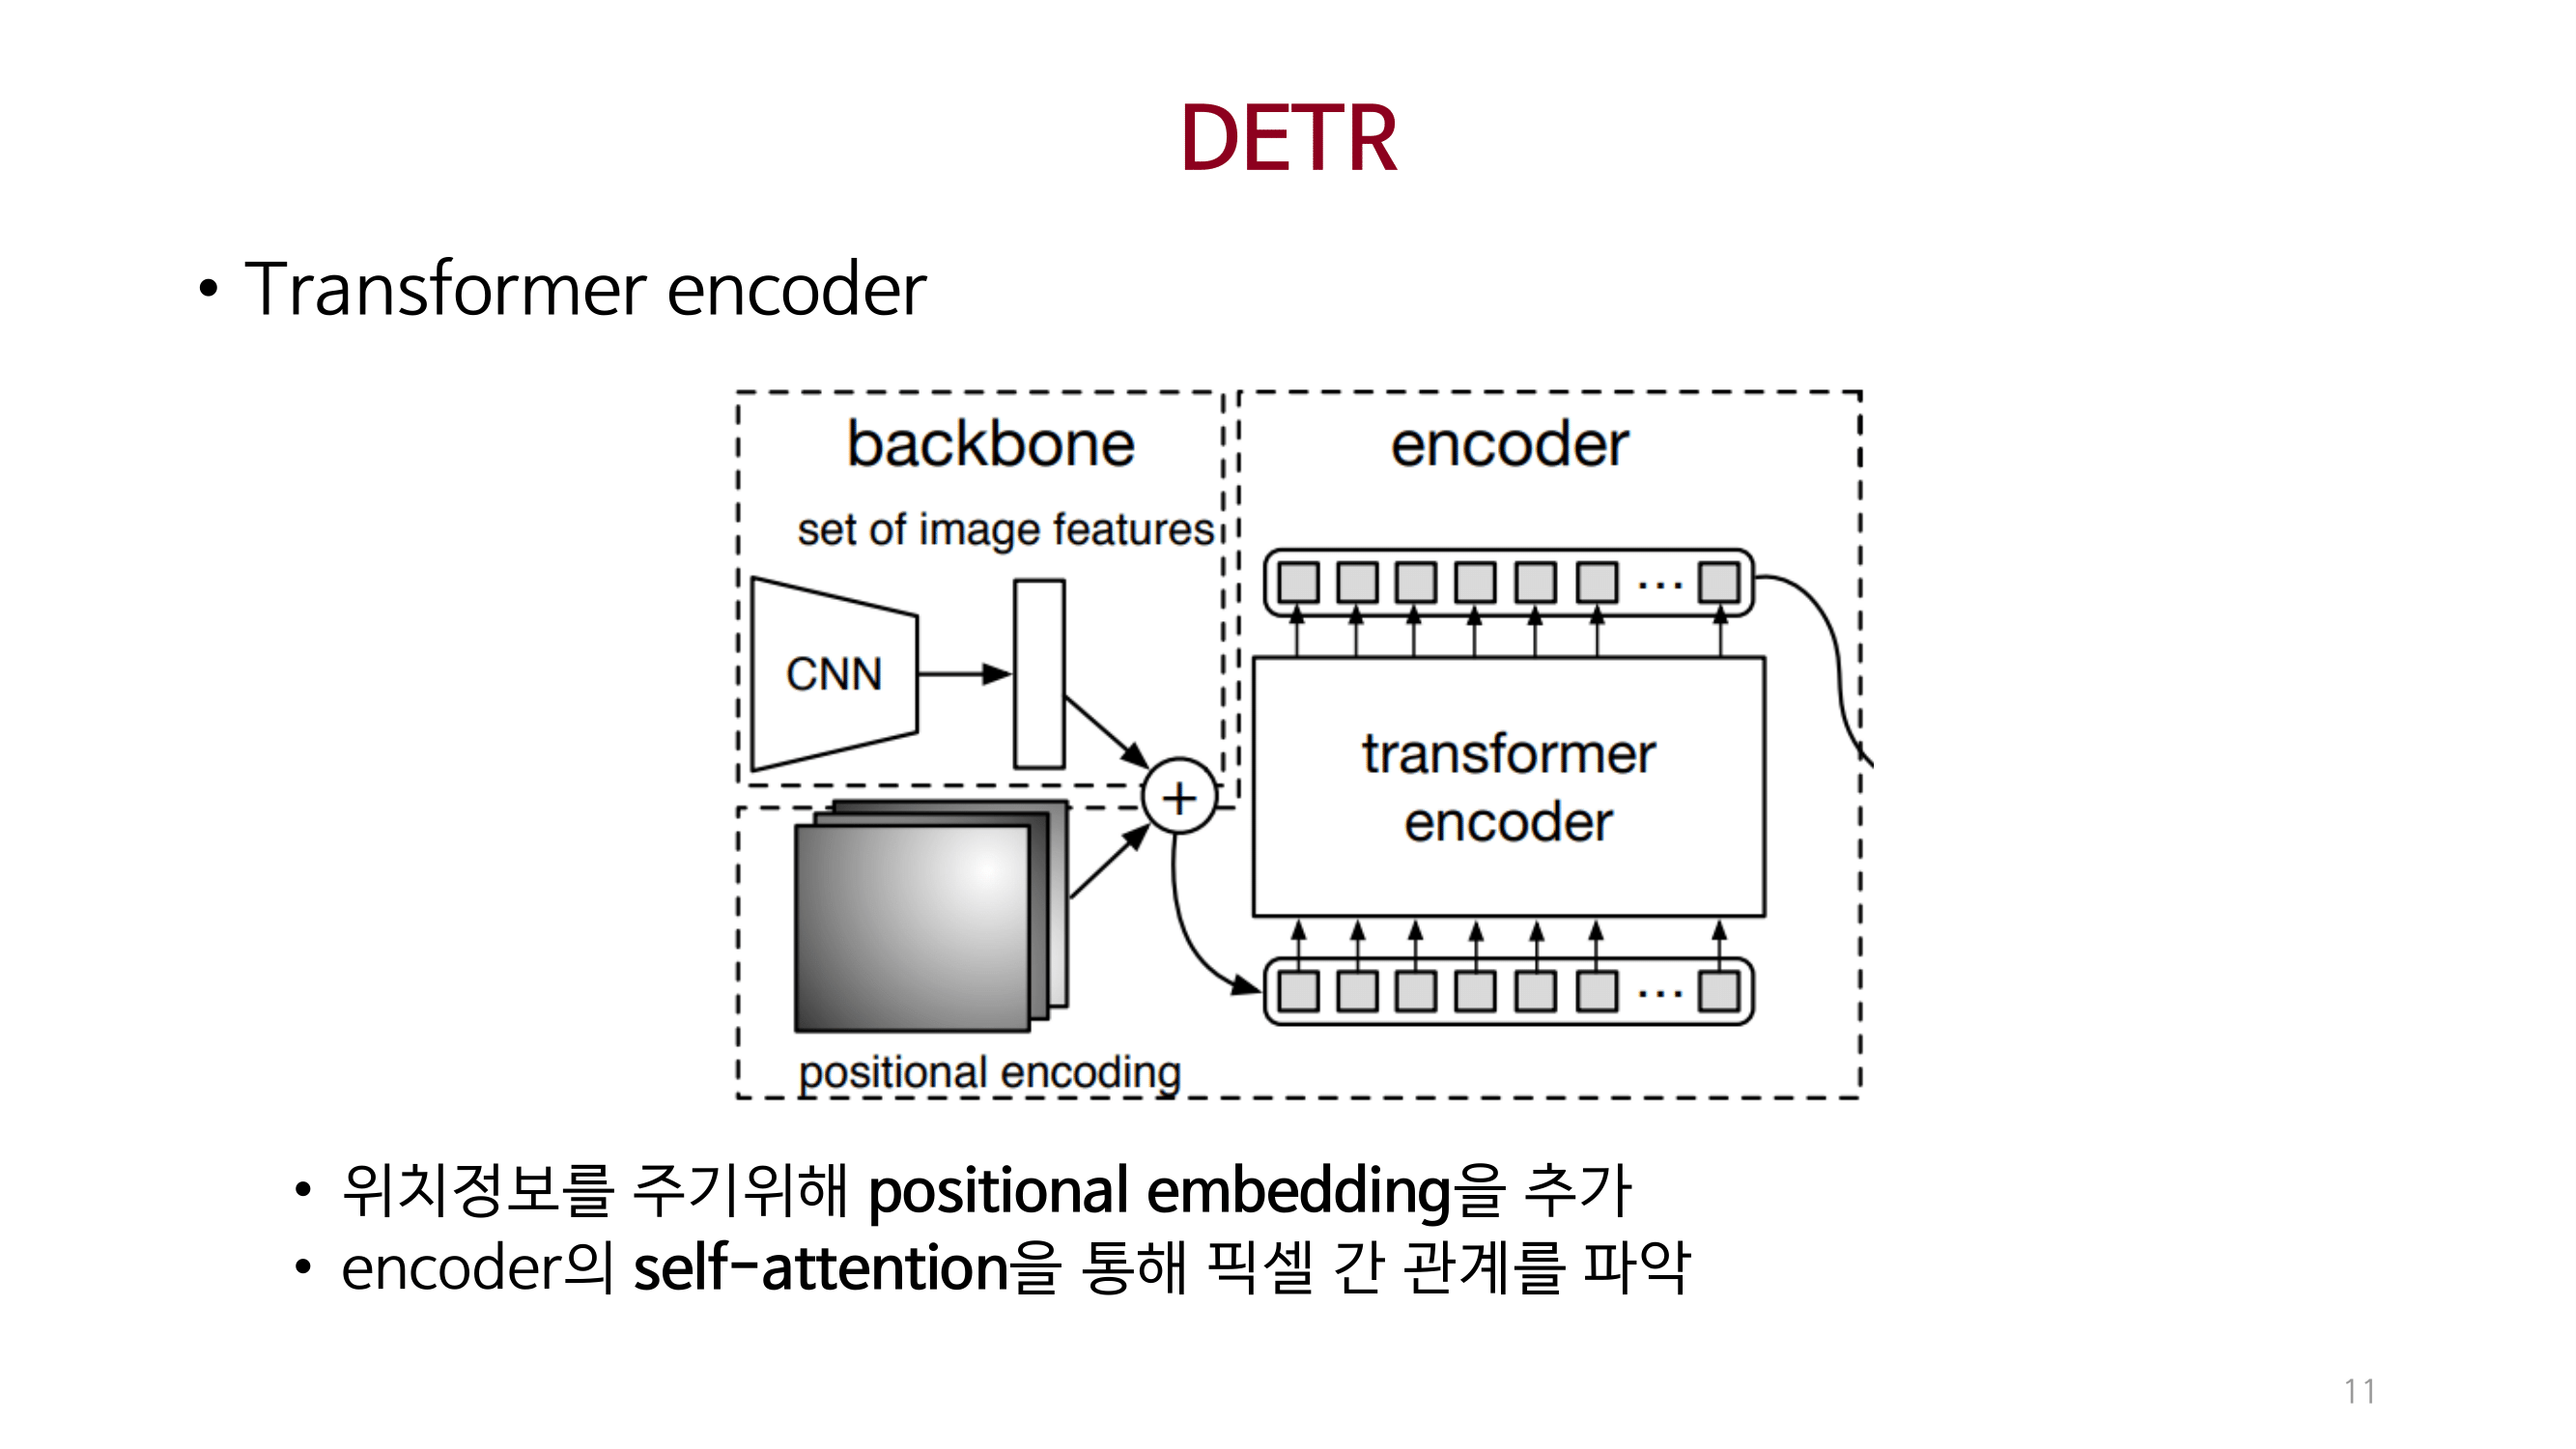 DETR
• Transformer encoder
backbone
encoder
set of image features
CNN
+
transformer
encoder
...
...
positional encoding
• 위치정보를 주기위해 positional embedding을 추가
• encoder의 self-attention을 통해 픽셀 간 관계를 파악
11